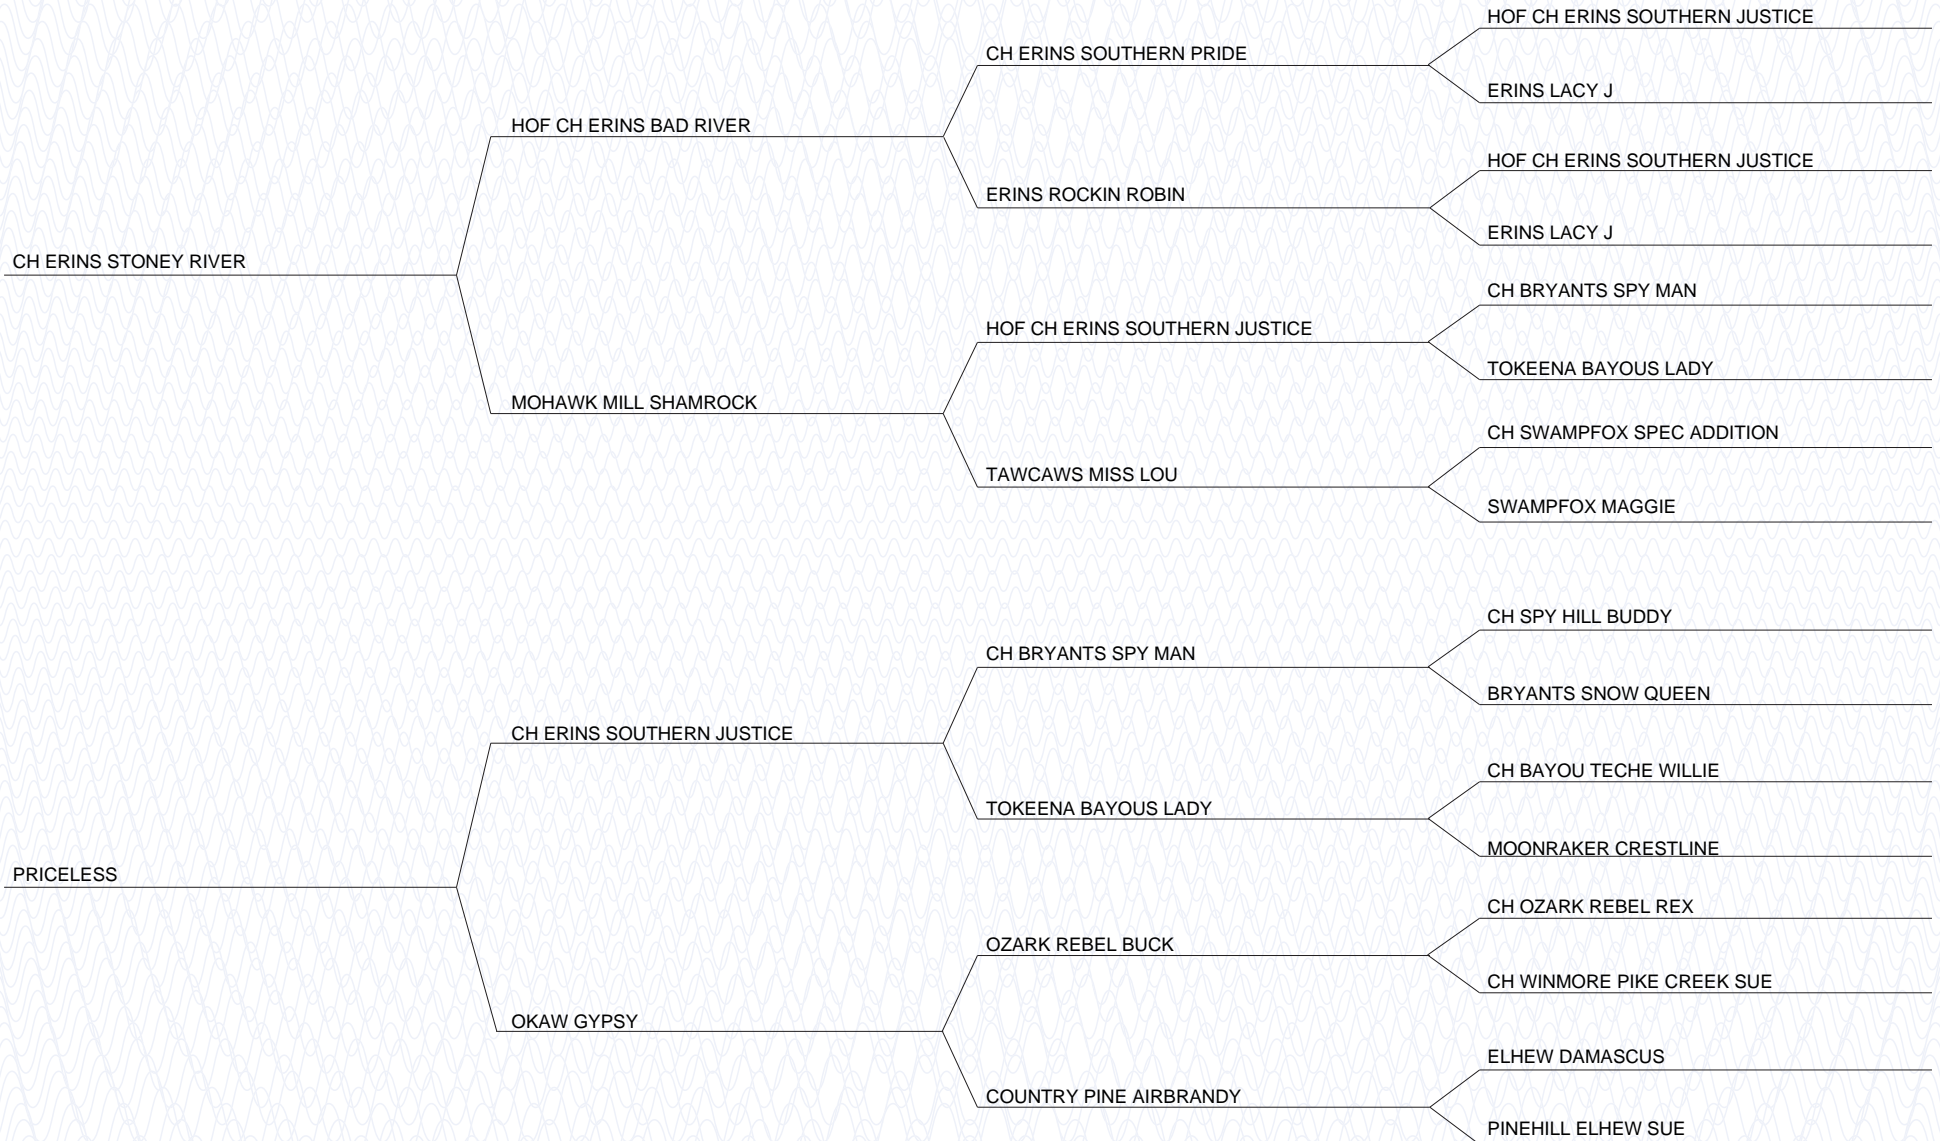 HOF CH ERINS SOUTHERN JUSTICE
CH ERINS SOUTHERN PRIDE
ERINS LACY J
HOF CH ERINS BAD RIVER
HOF CH ERINS SOUTHERN JUSTICE
ERINS ROCKIN ROBIN
ERINS LACY J
CH ERINS STONEY RIVER
CH BRYANTS SPY MAN
HOF CH ERINS SOUTHERN JUSTICE
TOKEENA BAYOUS LADY
MOHAWK MILL SHAMROCK
CH SWAMPFOX SPEC ADDITION
TAWCAWS MISS LOU
SWAMPFOX MAGGIE
CH SPY HILL BUDDY
CH BRYANTS SPY MAN
BRYANTS SNOW QUEEN
CH ERINS SOUTHERN JUSTICE
CH BAYOU TECHE WILLIE
TOKEENA BAYOUS LADY
MOONRAKER CRESTLINE
PRICELESS
CH OZARK REBEL REX
OZARK REBEL BUCK
CH WINMORE PIKE CREEK SUE
OKAW GYPSY
ELHEW DAMASCUS
COUNTRY PINE AIRBRANDY
PINEHILL ELHEW SUE